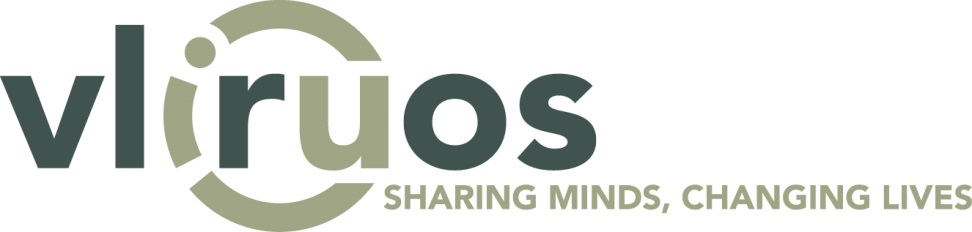 vliruos
SHARING MINDS, CHANGING LIVES